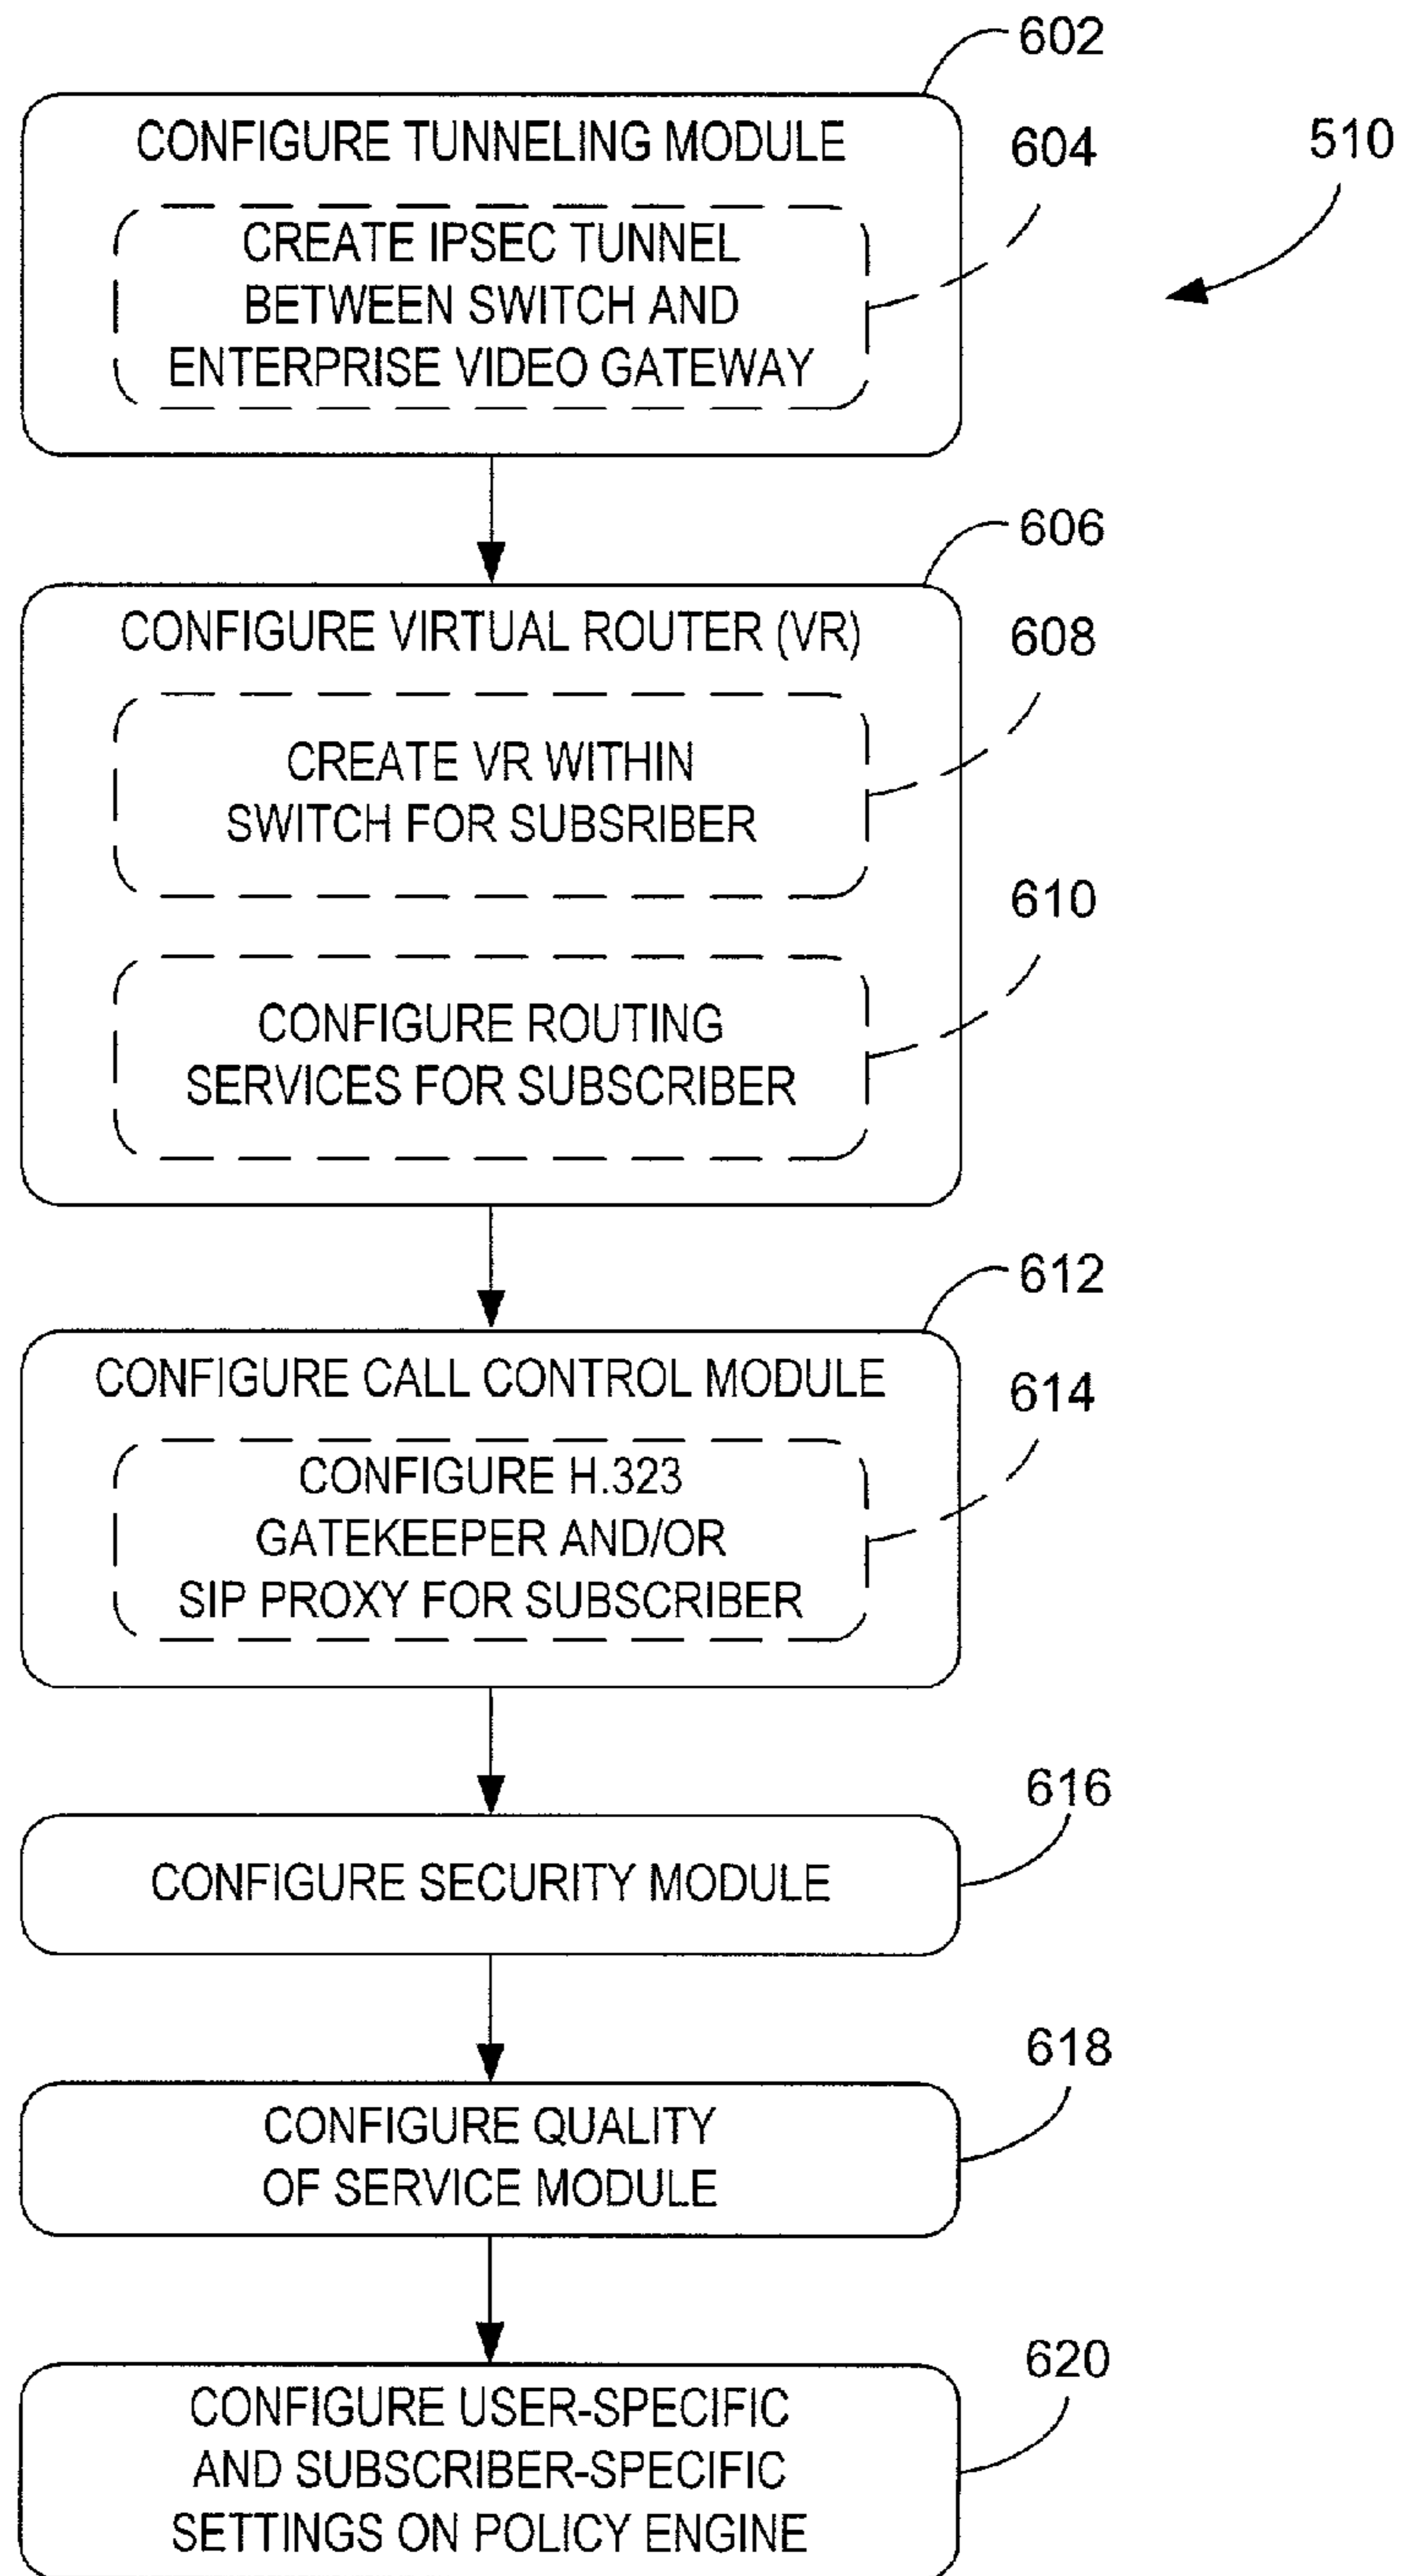 602
CONFIGURE TUNNELING MODULE
604
510
CREATE IPSEC TUNNEL
BETWEEN SWITCH AND
ENTERPRISE VIDEO GATEWAY
606
CONFIGURE VIRTUAL ROUTER (VR)
608
CREATE VR WITHIN
SWITCH FOR SUBSRIBER
610
CONFIGURE ROUTING
SERVICES FOR SUBSCRIBER
612
CONFIGURE CALL CONTROL MODULE
614
CONFIGURE H.323
GATEKEEPER AND/OR
SIP PROXY FOR SUBSCRIBER
616
CONFIGURE SECURITY MODULE
618
CONFIGURE QUALITY
OF SERVICE MODULE
620
CONFIGURE USER-SPECIFIC
AND SUBSCRIBER-SPECIFIC
SETTINGS ON POLICY ENGINE